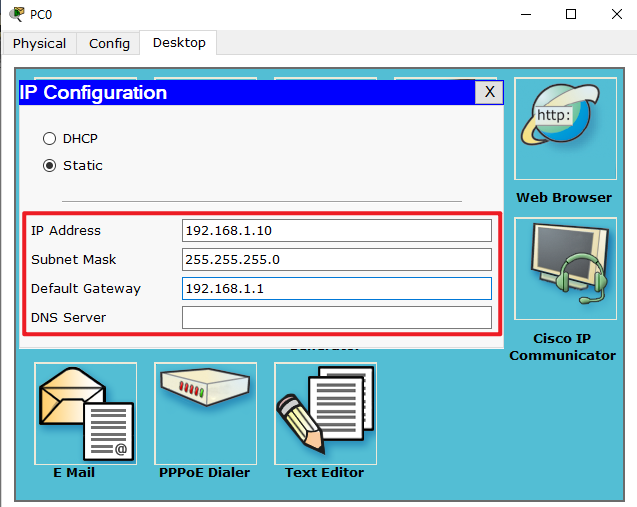 PC0
Physical Config Desktop
IP Configuration X
DHCP
Static
IP Address 192.168.1.10
Subnet Mask 255.255.255.0
Default Gateway 192.168.1.1
DNS Server
http:
Web Browser
Cisco IP
Communicator
@
E Mail
PPPoE Dialer
Text Editor